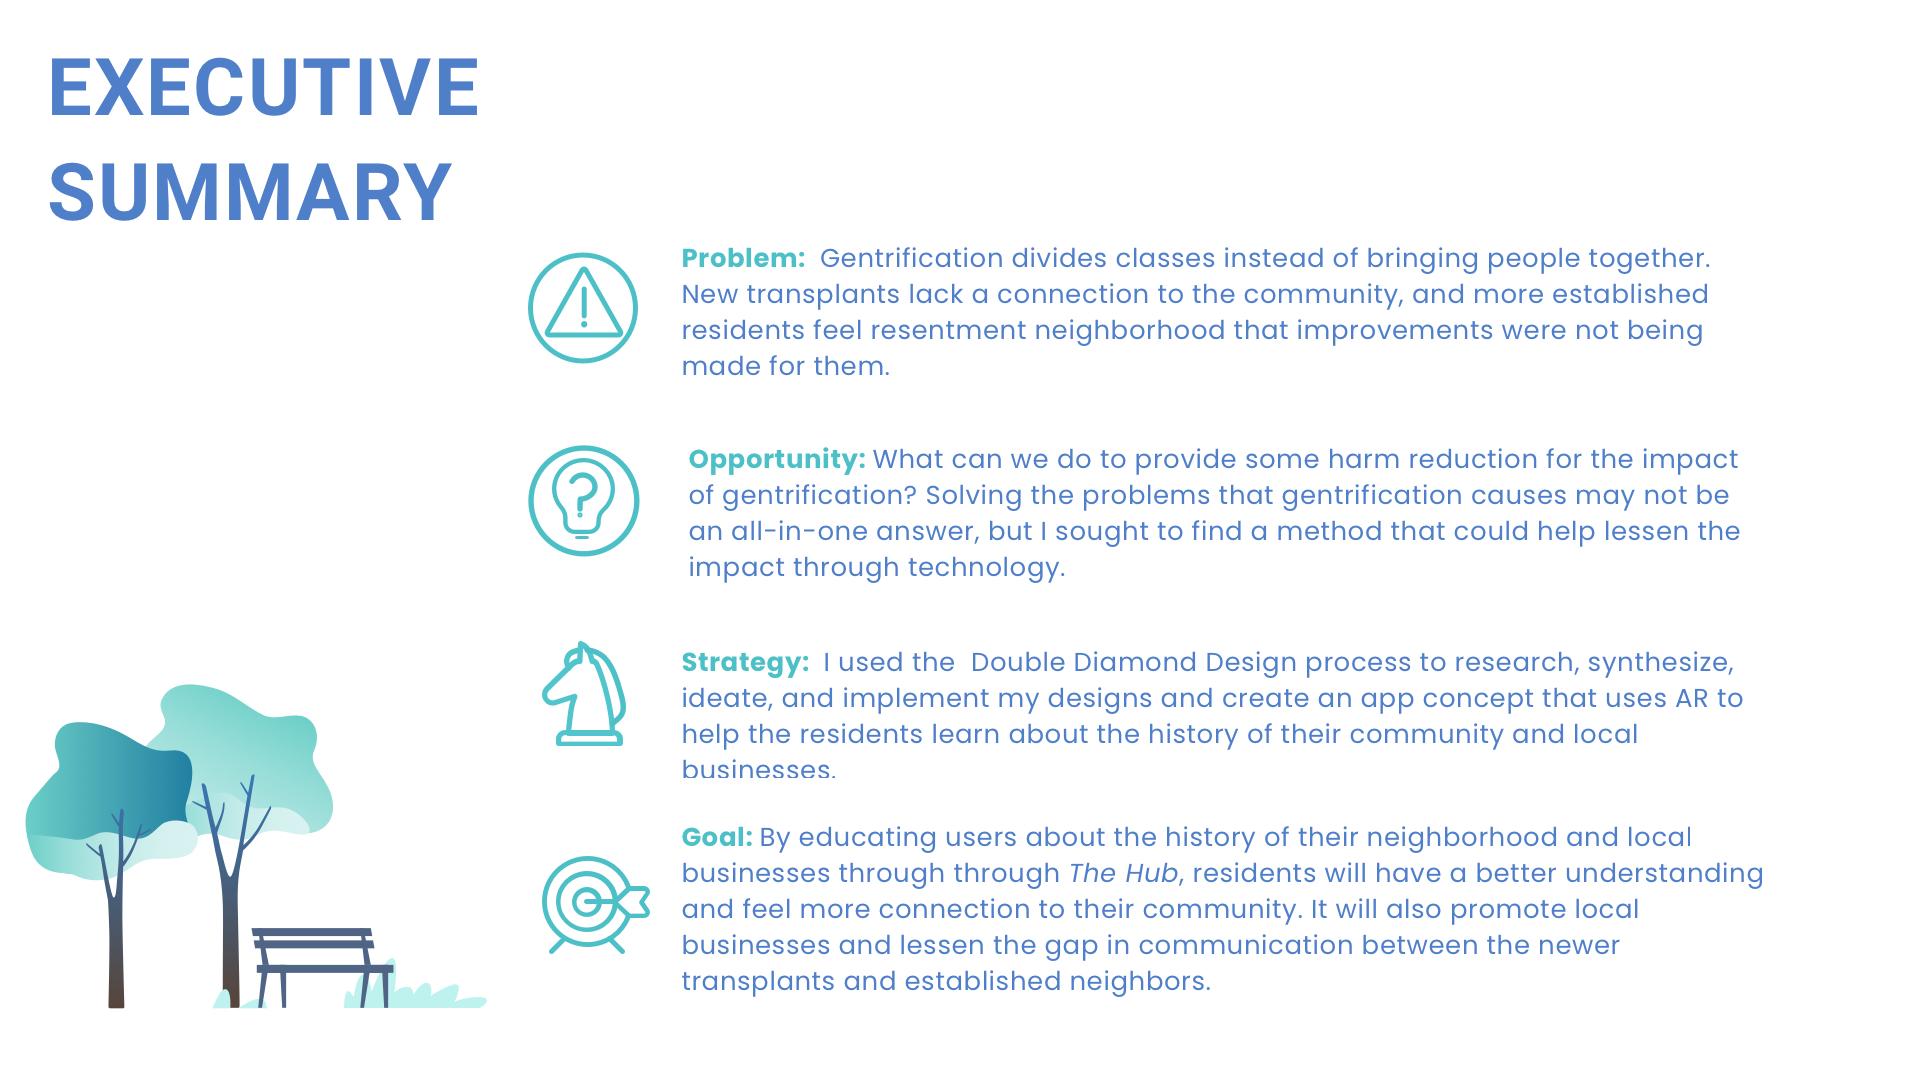 EXECUTIVE
SUMMARY
Problem: Gentrification divides classes instead of bringing people together.
New transplants lack a connection to the community, and more established
residents feel resentment neighborhood that improvements were not being
made for them.
Opportunity: What can we do to provide some harm reduction for the impact
of gentrification? Solving the problems that gentrification causes may not be
an all-in-one answer, but I sought to find a method that could help lessen the
impact through technology.
Strategy: I used the Double Diamond Design process to research, synthesize,
ideate, and implement my designs and create an app concept that uses AR to
help the residents learn about the history of their community and local
businesses.
Goal: By educating users about the history of their neighborhood and local
businesses through through The Hub, residents will have a better understanding
and feel more connection to their community. It will also promote local
businesses and lessen the gap in communication between the newer
transplants and established neighbors.